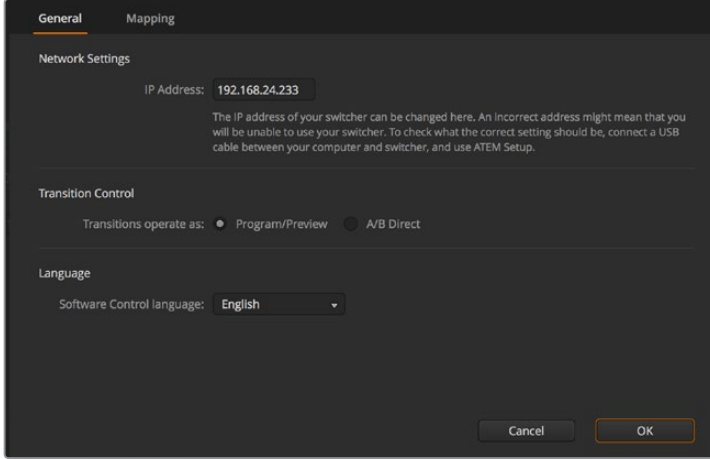 General Mapping
Network Settings
IP Address: 192.168.24.233
The IP address of your switcher can be changed here. An incorrect address might mean that you
will be unable to use your switcher. To check what the correct setting should be, connect a USB
cable between your computer and switcher, and use ATEM Setup.
Transition Control
Transitions operate as: Program/Preview A/B Direct
Language
Software Control language: English
Cancel OK